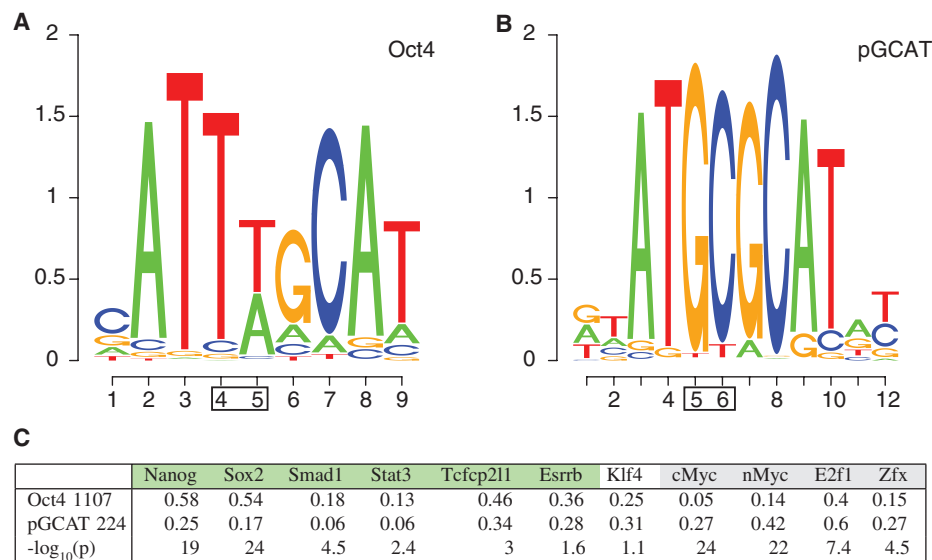 A
B
Oct4
pGCAT
2
1.5
1
0.5
0
2
1.5
1
0.5
0
1 2 3 4 5 6 7 8 9
2 4 5 6 8 10 12
C
Nanog Sox2 Smad1 Stat3 Tcfcp2l1 Esrrb Klf4 cMyc nMyc E2f1 Zfx
Oct4 1107 0.58 0.54 0.18 0.13 0.46 0.36 0.25 0.05 0.14 0.4 0.15
pGCAT 224 0.25 0.17 0.06 0.06 0.34 0.28 0.31 0.27 0.42 0.6 0.27
-log10(p) 19 24 4.5 2.4 3 1.6 1.1 24 22 7.4 4.5